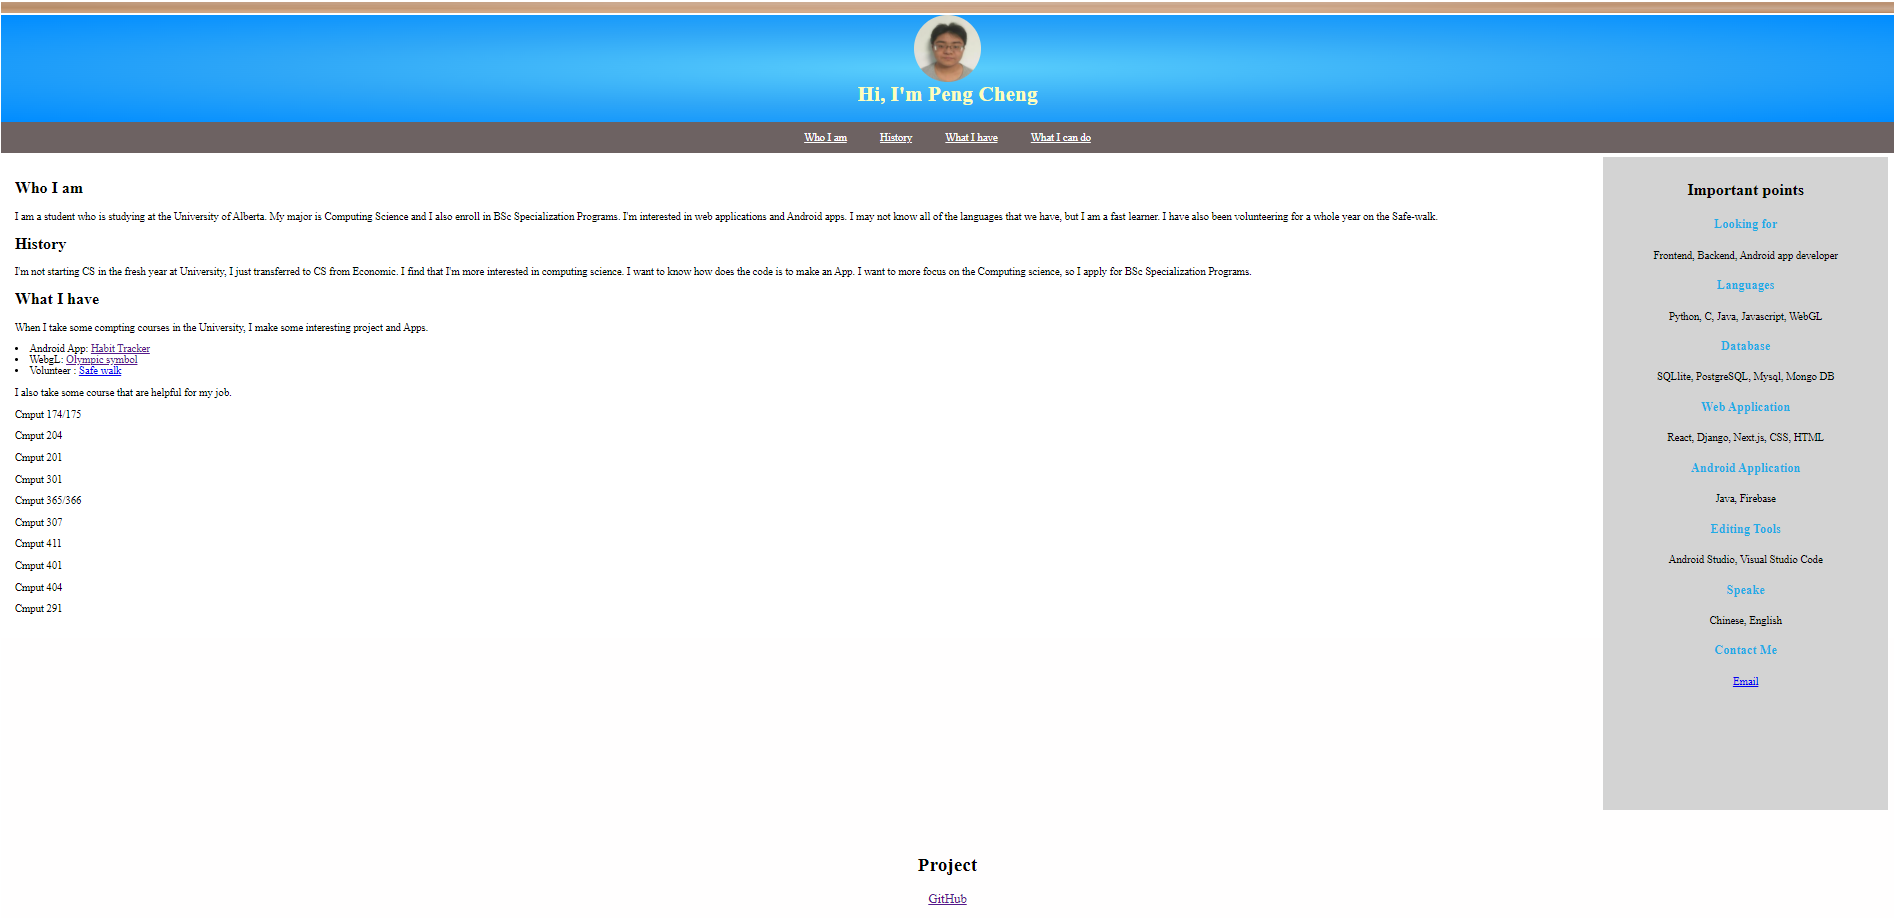 Hi, I'm Peng Cheng
Who I am
History
What I have
What I can do
Who I am
I am a student who is studying at the University of Alberta. My major is Computing Science and I also enroll in BSc Specialization Programs. I'm interested in web applications and Android apps. I may not know all of the languages that we have, but I am a fast learner. I have also been volunteering for a whole year on the Safe-walk.
History
I'm not starting CS in the fresh year at University, I just transferred to CS from Economic. I find that I'm more interested in computing science. I want to know how does the code is to make an App. I want to more focus on the Computing science, so I apply for BSc Specialization Programs.
What I have
When I take some compting courses in the University, I make some interesting project and Apps.
• Android App: Habit Tracker
• WebgL: Olympic symbol
• Volunteer : Safe walk
I also take some course that are helpful for my job.
Cmput 174/175
Cmput 204
Cmput 201
Cmput 301
Cmput 365/366
Cmput 307
Cmput 411
Cmput 401
Cmput 404
Cmput 291
Important points
Looking for
Frontend, Backend, Android app developer
Languages
Python, C, Java, Javascript, WebGL
Database
SQLlite, PostgreSQL, Mysql, Mongo DB
Web Application
React, Django, Next.js, CSS, HTML
Android Application
Java, Firebase
Editing Tools
Android Studio, Visual Studio Code
Speake
Chinese, English
Contact Me
Email
Project
GitHub